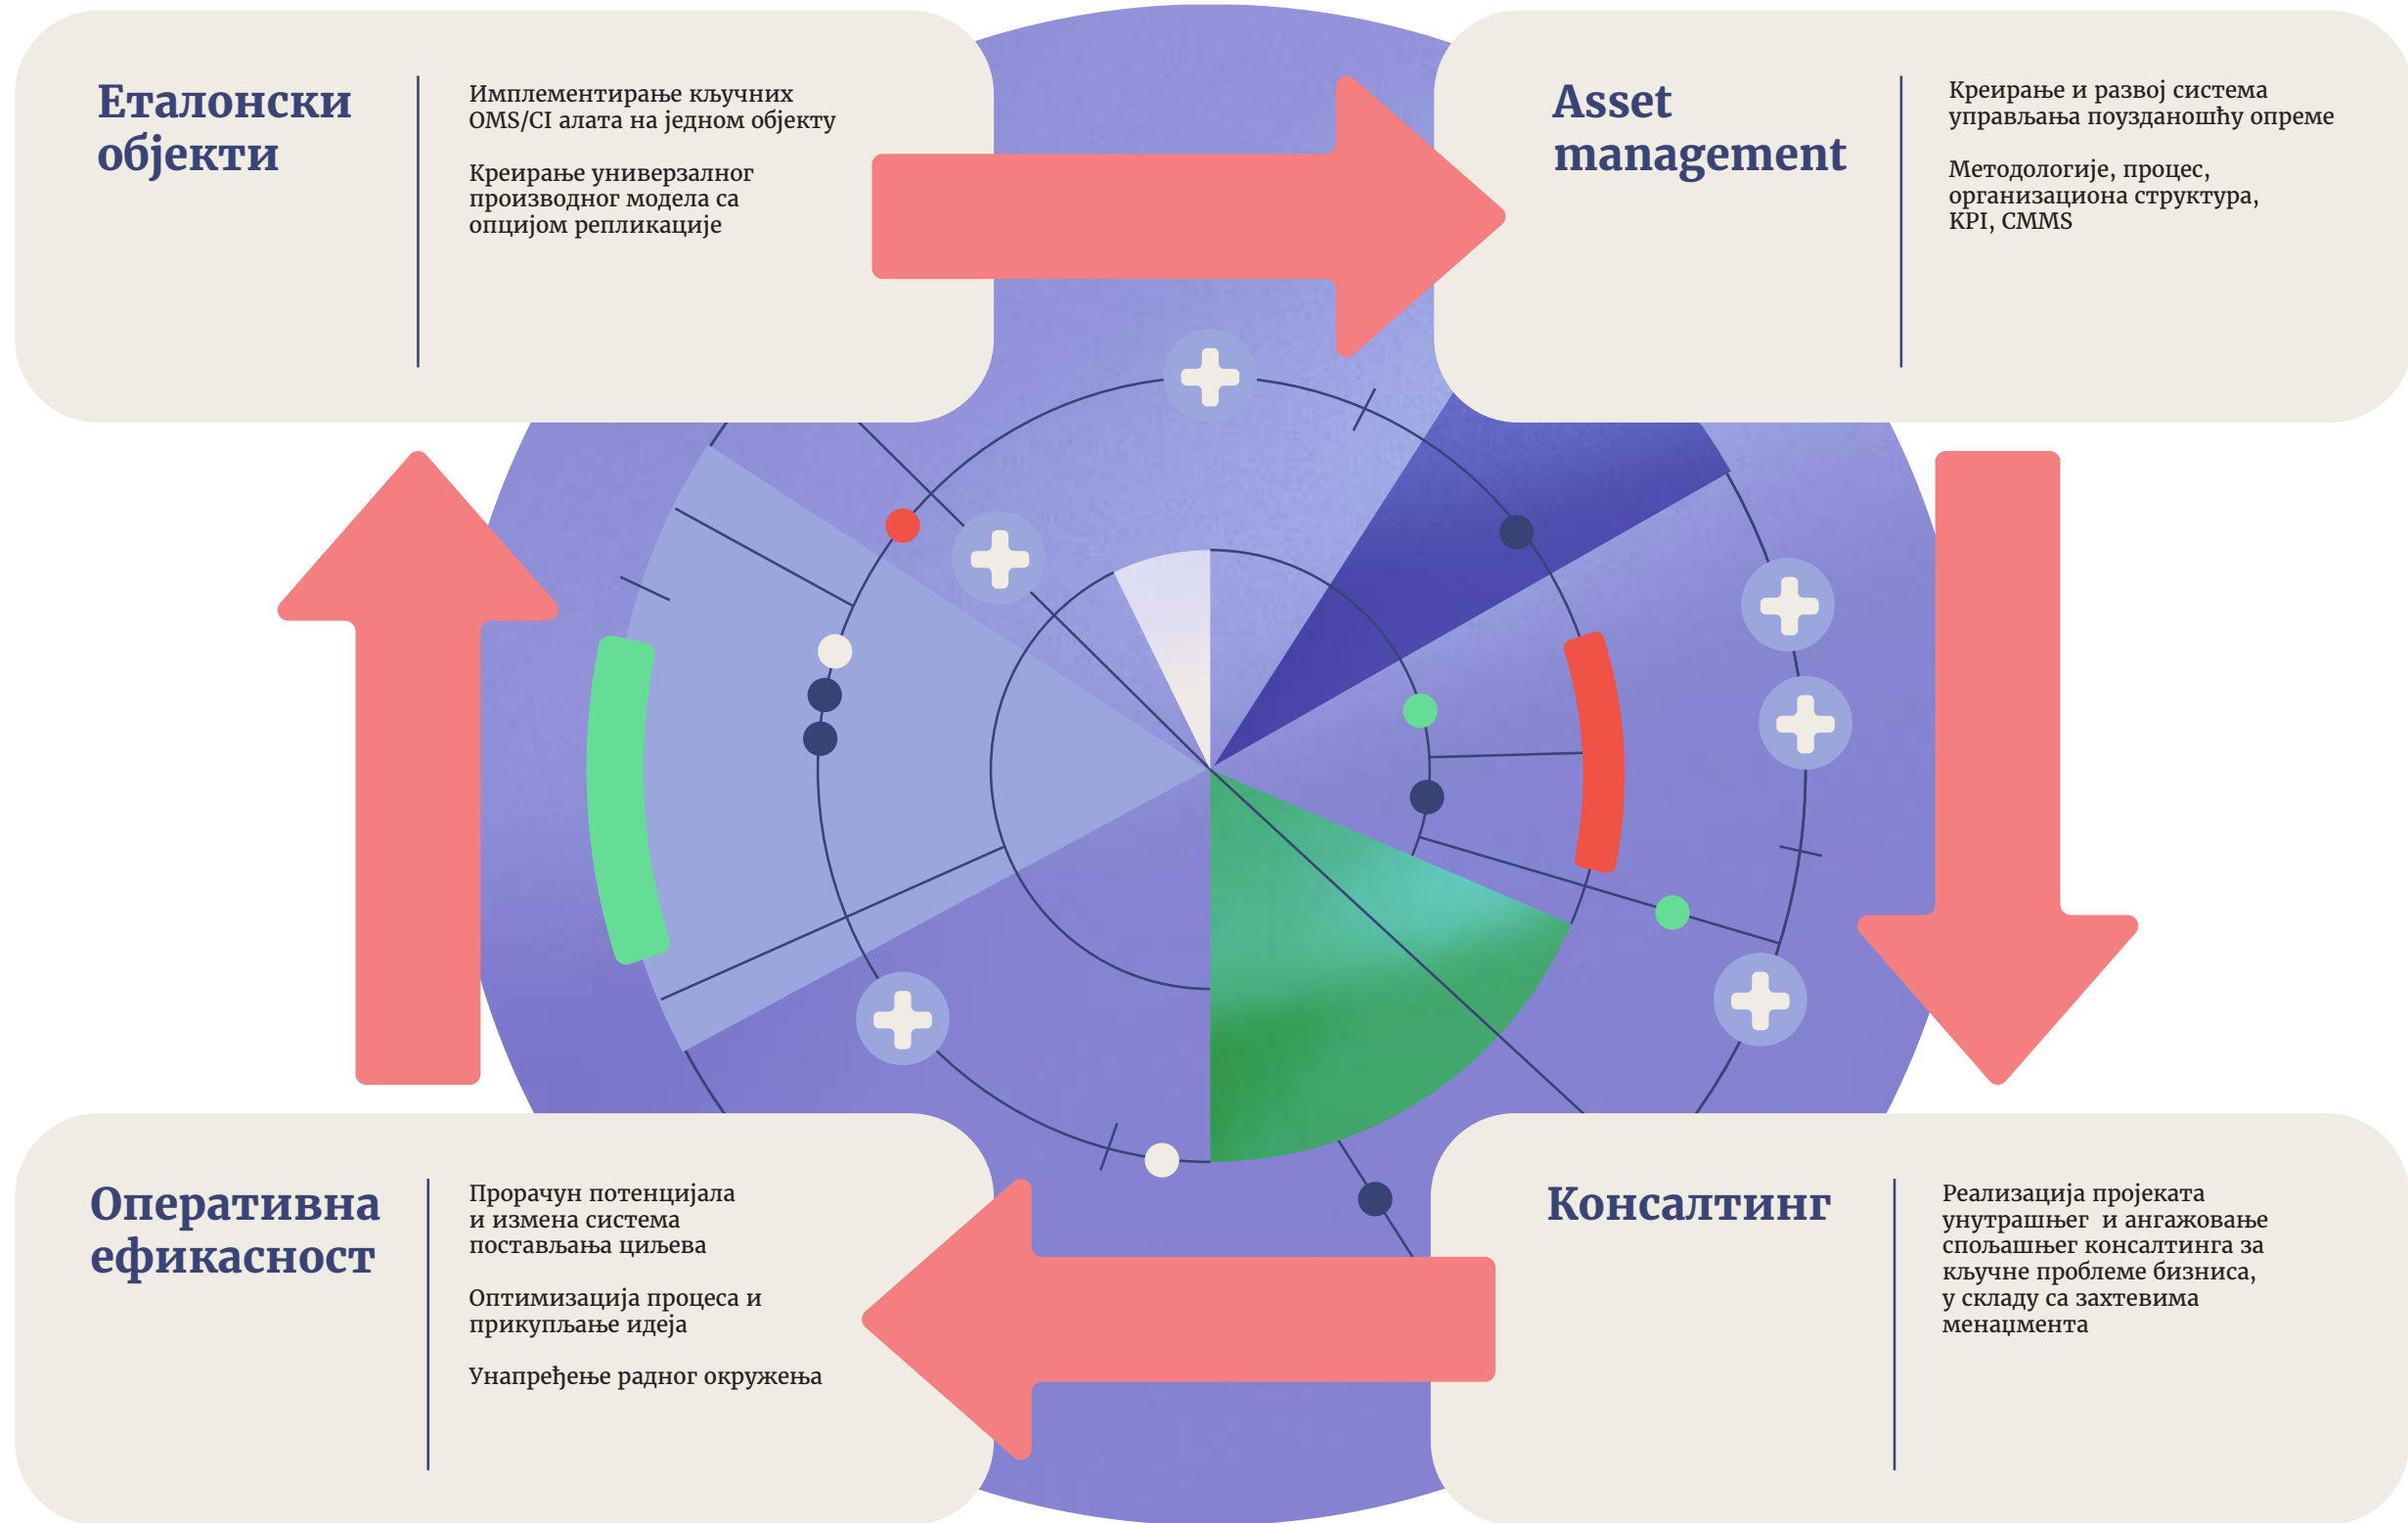 Еталонски
објекти
Имплементирање кључних
OMS/CI алата на једном објекту
Креирање универзалног
производног модела са
опцијом репликације
Asset
management
Креирање и развој система
управљања поузданошћу опреме
Методологије, процес,
организациона структура,
KPI, CMMS
Оперативна
ефикасност
Прорачун потенцијала
и измена система
постављања циљева
Оптимизација процеса и
прикупљање идеја
Унапређење радног окружења
Консалтинг
Реализација пројеката
унутрашњег и ангажовање
спољашњег консалтинга за
кључне проблеме бизниса,
у складу са захтевима
менаџмента